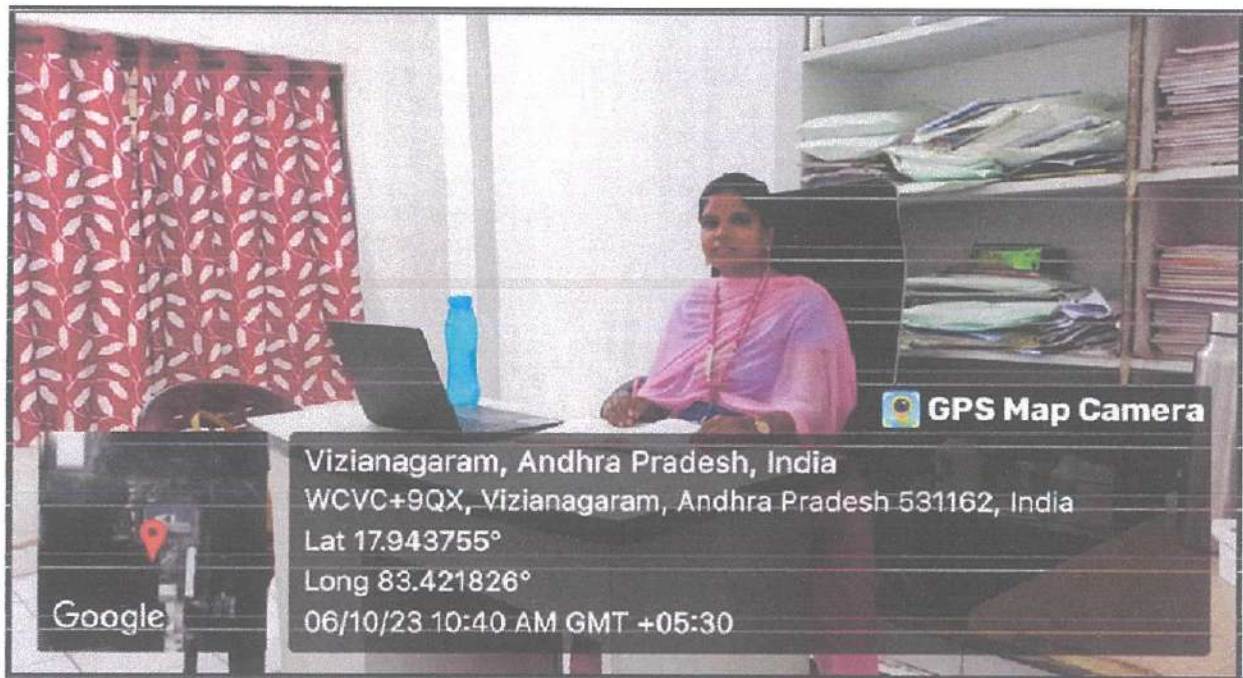 GPS Map Camera
Vizianagaram, Andhra Pradesh, India
WCVC+9QX, Vizianagaram, Andhra Pradesh 531162, India
Lat 17.943755°
Long 83.421826°
06/10/23 10:40 AM GMT +05:30
Google